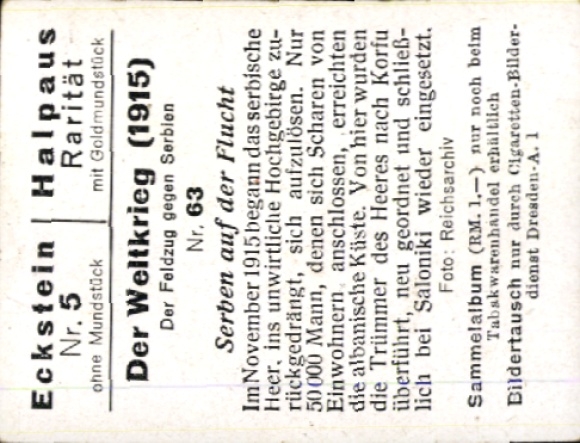 Eckstein Halpaus
Nr. 5 Rarität
ohne Mundstück mit Goldmundstück
Der Weltkrieg (1915)
Der Feldzug gegen Serbien
Nr. 63
Serben auf der Flucht
Im November 1915 begann das serbische
Heer, ins unwirtliche Hochgebirge zu-
rückgedrängt, sich aufzulösen. Nur
50000 Mann, denen sich Scharen von
Einwohnern anschlossen, erreichten
die albanische Küste. Von hier wurden
die Trümmer des Heeres nach Korfu
überführt, neu geordnet und schließ-
lich bei Saloniki wieder eingesetzt.
Foto: Reichsarchiv
Sammelalbum (RM. 1.—) nur noch beim
Tabakwarenhandel erhältlich
Bildertausch nur durch Cigaretten-Bilder-
dienst Dresden-A. 1